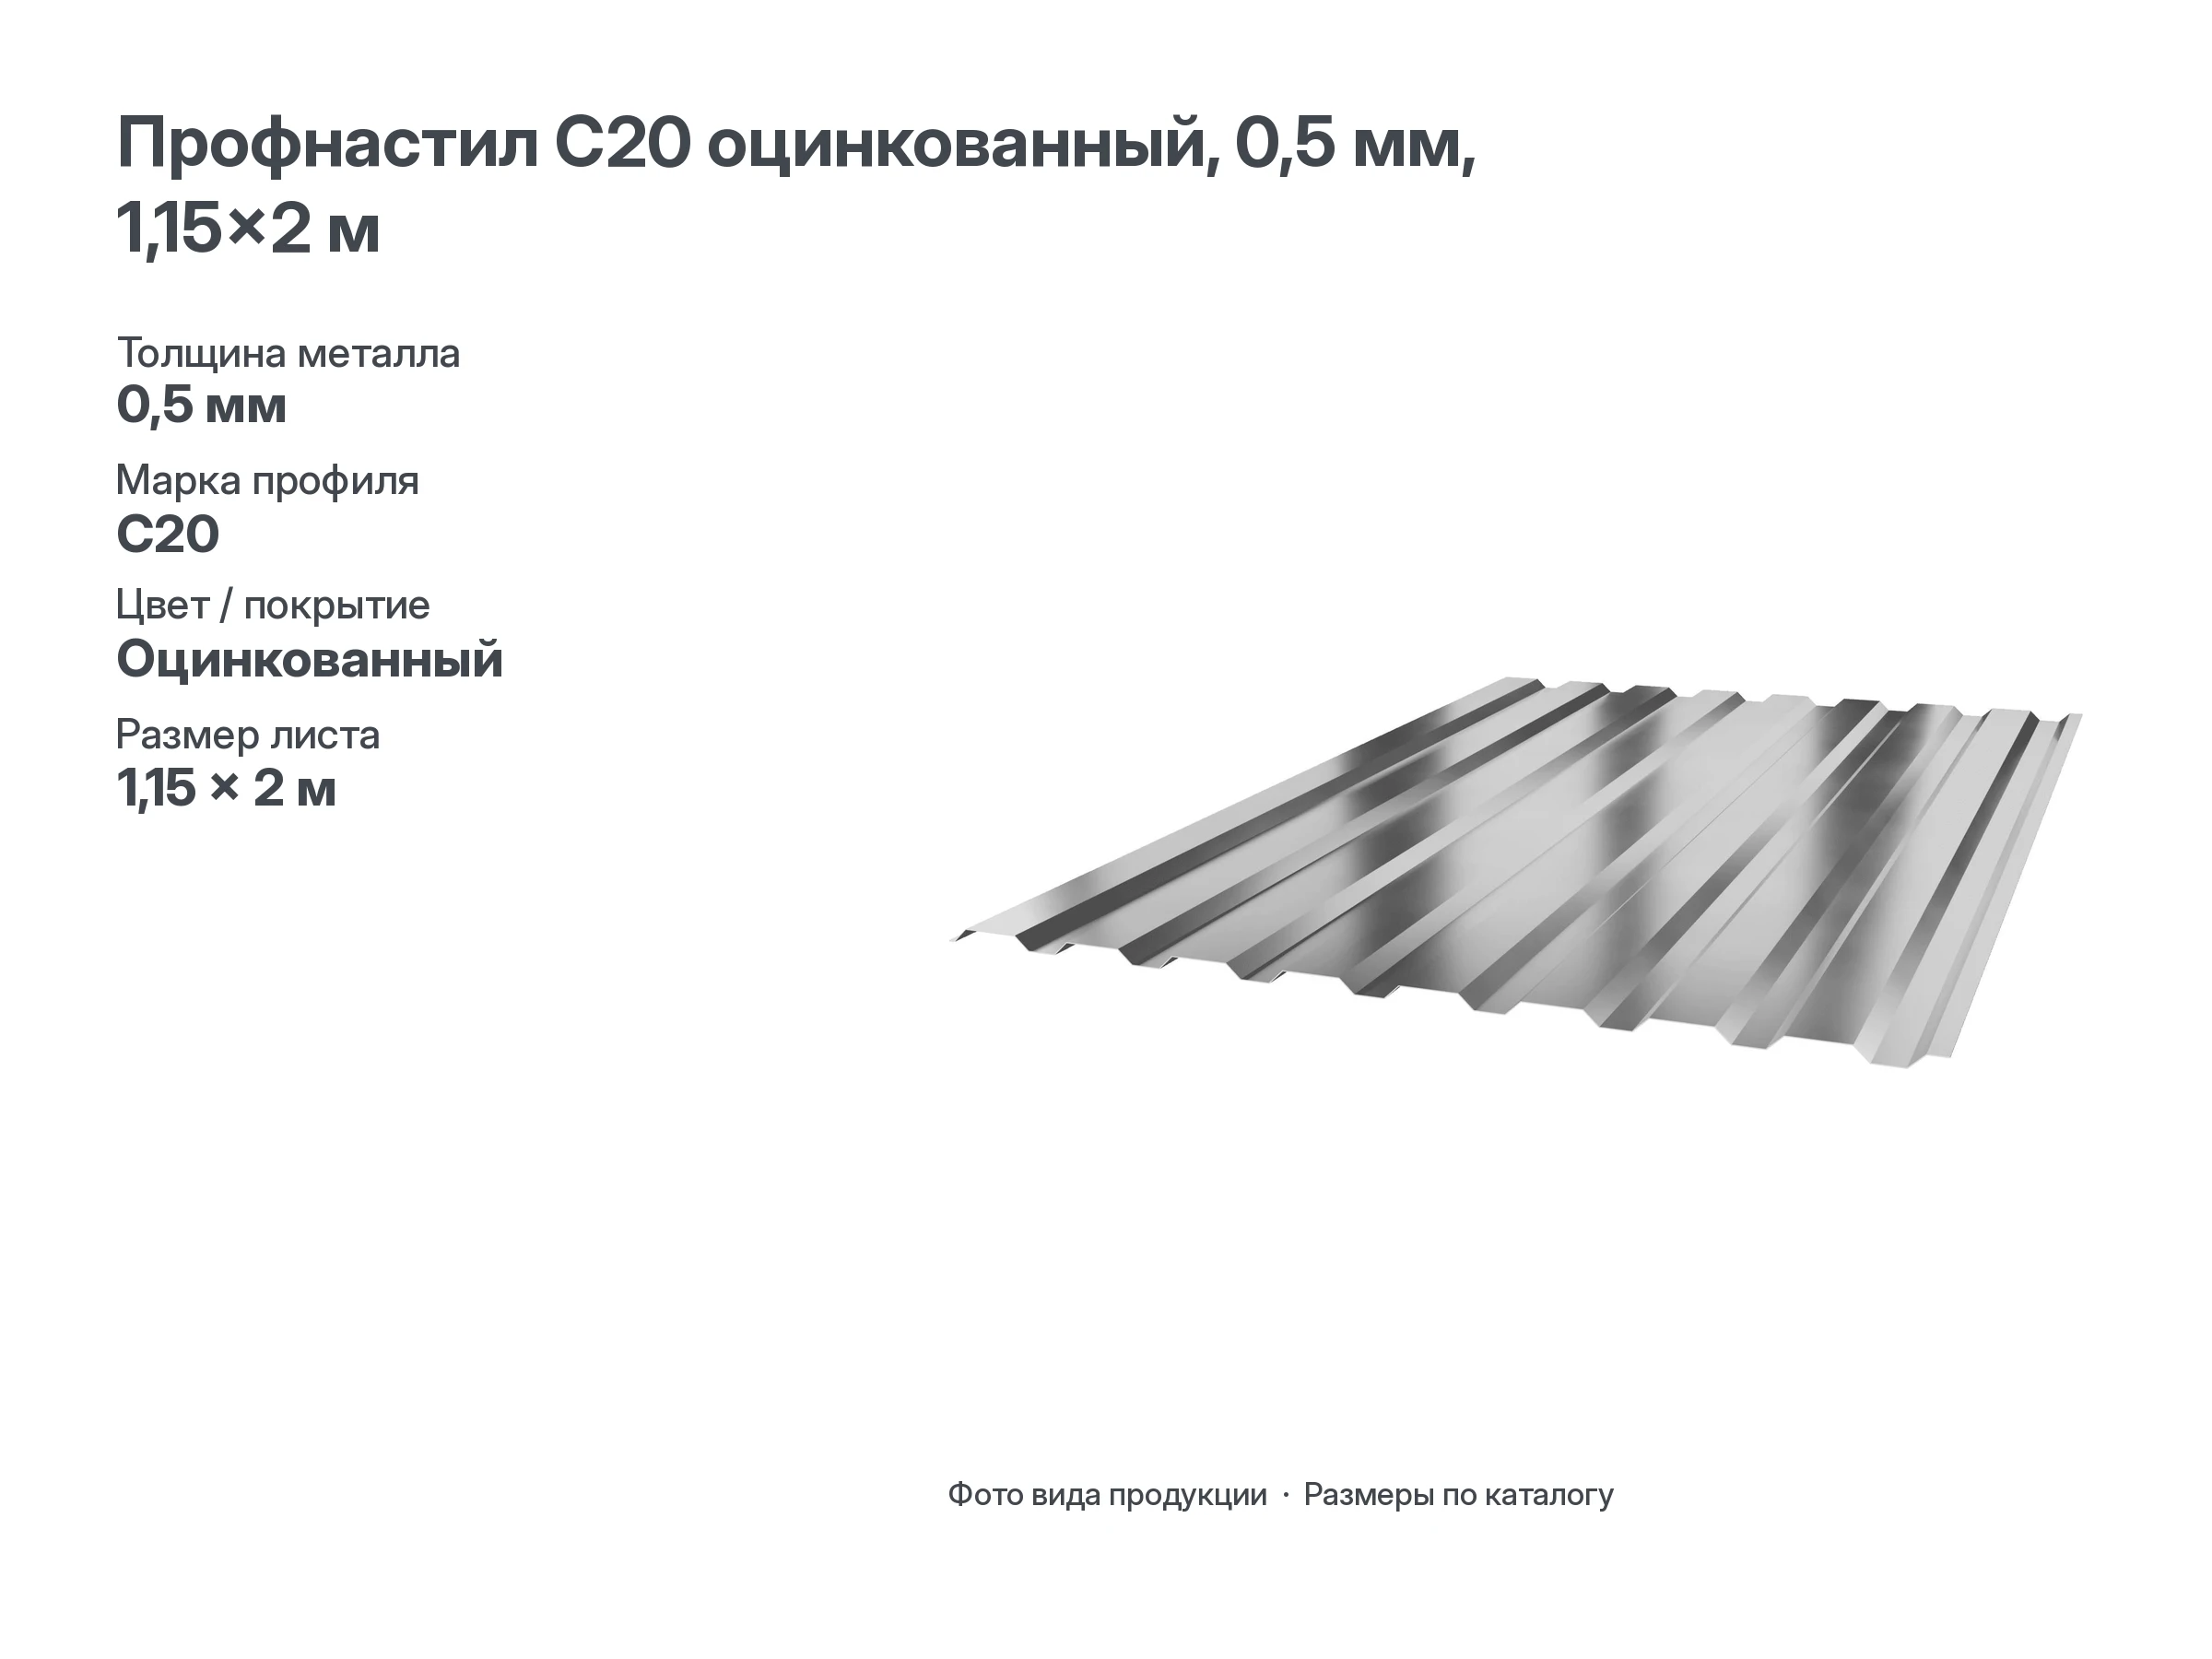 Профнастил С20 оцинкованный, 0,5 мм,
1,15×2 м
Толщина металла
0,5 мм
Марка профиля
С20
Цвет / покрытие
Оцинкованный
Размер листа
1,15 × 2 м
Фото вида продукции · Размеры по каталогу